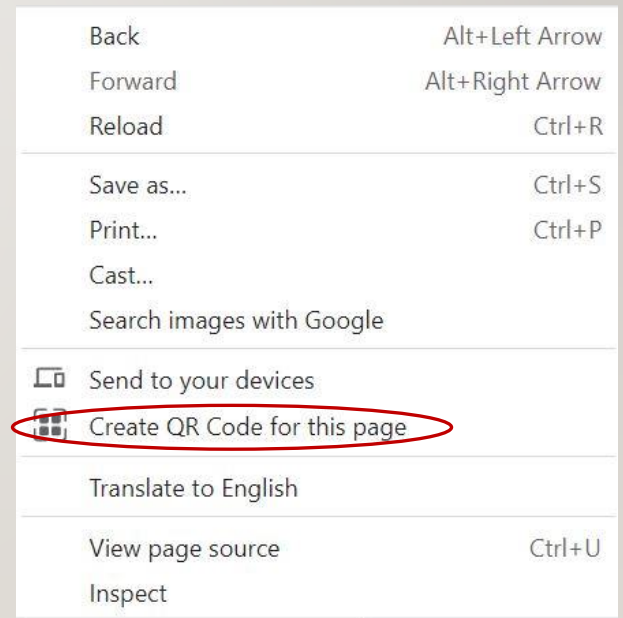 Back Alt+Left Arrow
Forward Alt+Right Arrow
Reload Ctrl+R
Save as... Ctrl+S
Print... Ctrl+P
Cast...
Search images with Google
Send to your devices
Create QR Code for this page
Translate to English
View page source Ctrl+U
Inspect